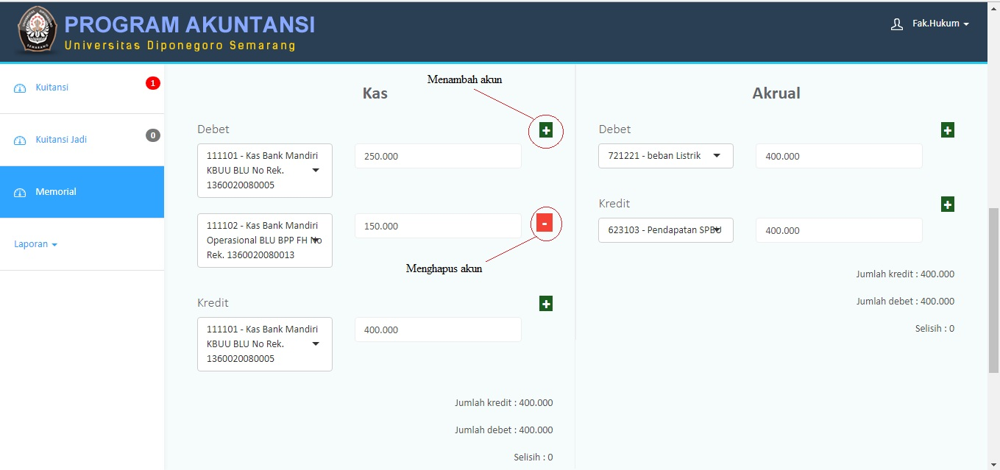 PROGRAM AKUNTANSI
Universitas Diponegoro Semarang
Fak.Hukum
Kuitansi
1
Kuitansi Jadi
0
Memorial
Laporan
Menambah akun
Kas
Debet
+
111101 - Kas Bank Mandiri
KBUU BLU No Rek.
1360020080005
250.000
111102 - Kas Bank Mandiri
Operasional BLU BPP FH No
Rek. 1360020080013
150.000
-
Menghapus akun
Kredit
+
111101 - Kas Bank Mandiri
KBUU BLU No Rek.
1360020080005
400.000
Jumlah kredit : 400.000
Jumlah debet : 400.000
Selisih : 0
Akrual
Debet
+
721221 - beban Listrik
400.000
Kredit
+
623103 - Pendapatan SPBU
400.000
Jumlah kredit : 400.000
Jumlah debet : 400.000
Selisih : 0